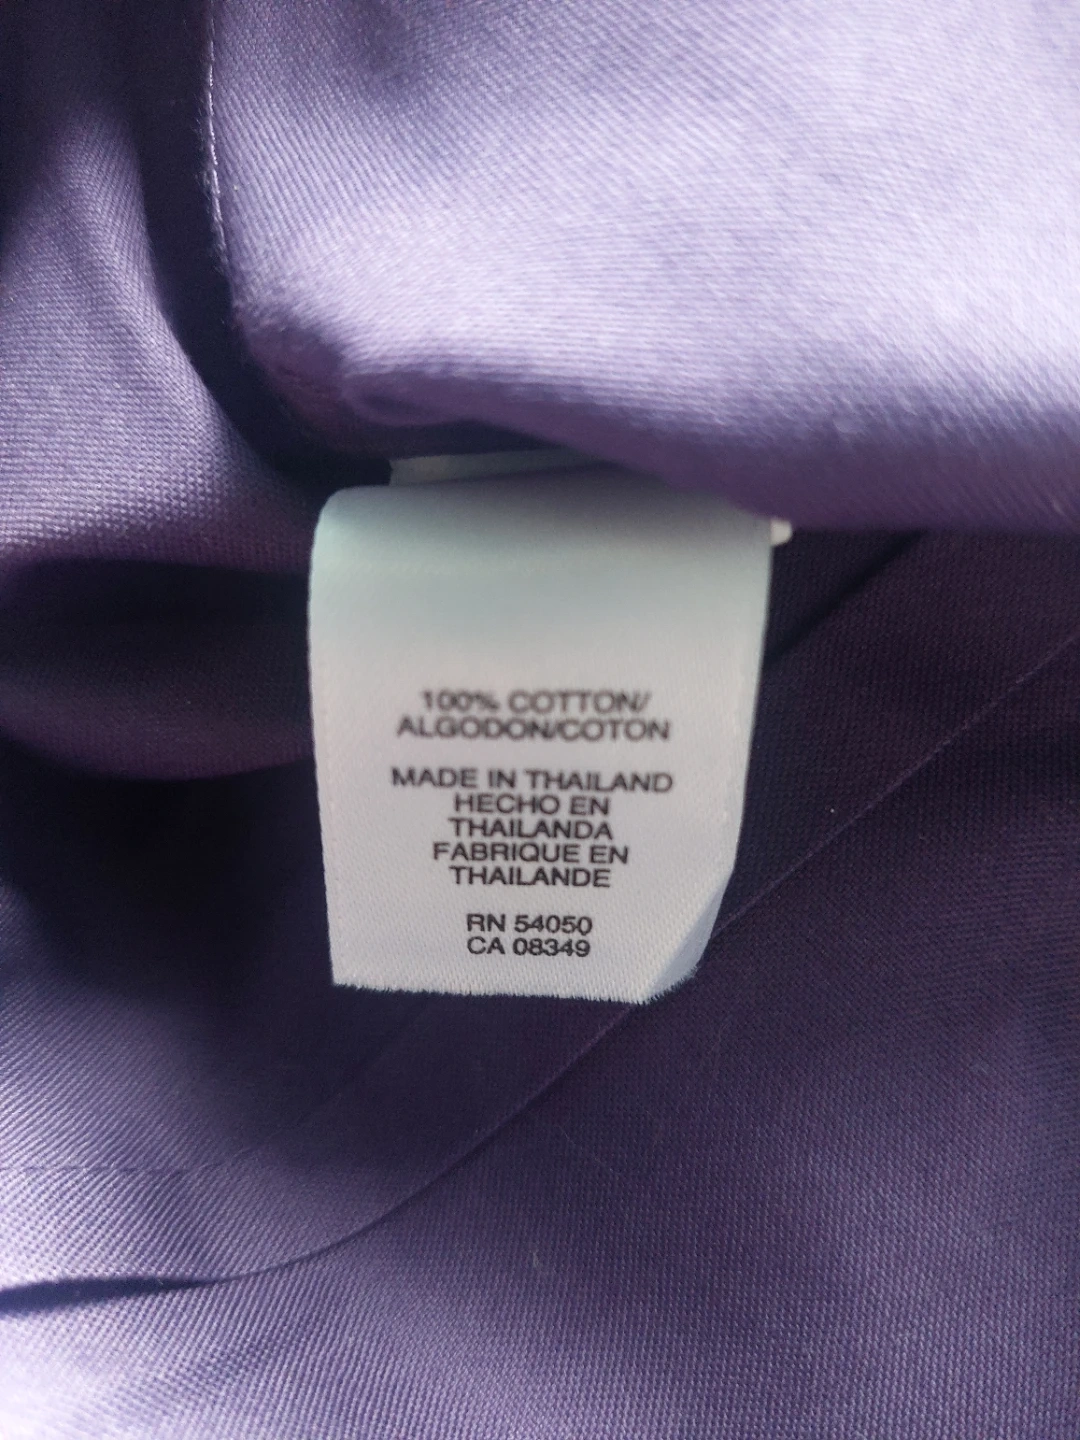 100% COTTON/
ALGODON/COTON
MADE IN THAILAND
HECHO EN
THAILANDA
FABRIQUE EN
THAILANDE
RN 54050
CA 08349